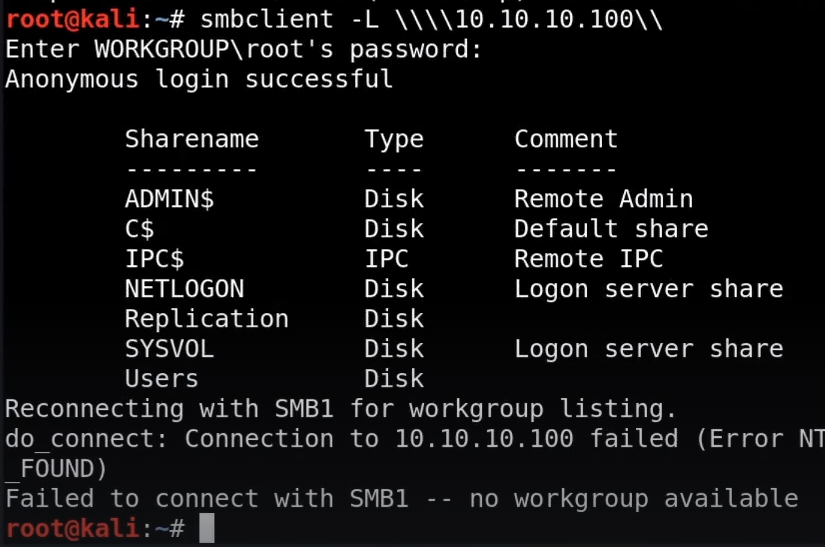 root@kali:~# smbclient -L \\\\10.10.10.100\\
Enter WORKGROUP\root's password:
Anonymous login successful
Sharename Type Comment
--------- ---- -------
ADMIN$ Disk Remote Admin
C$ Disk Default share
IPC$ IPC Remote IPC
NETLOGON Disk Logon server share
Replication Disk
SYSVOL Disk Logon server share
Users Disk
Reconnecting with SMB1 for workgroup listing.
do_connect: Connection to 10.10.10.100 failed (Error NT
_FOUND)
Failed to connect with SMB1 -- no workgroup available
root@kali:~#